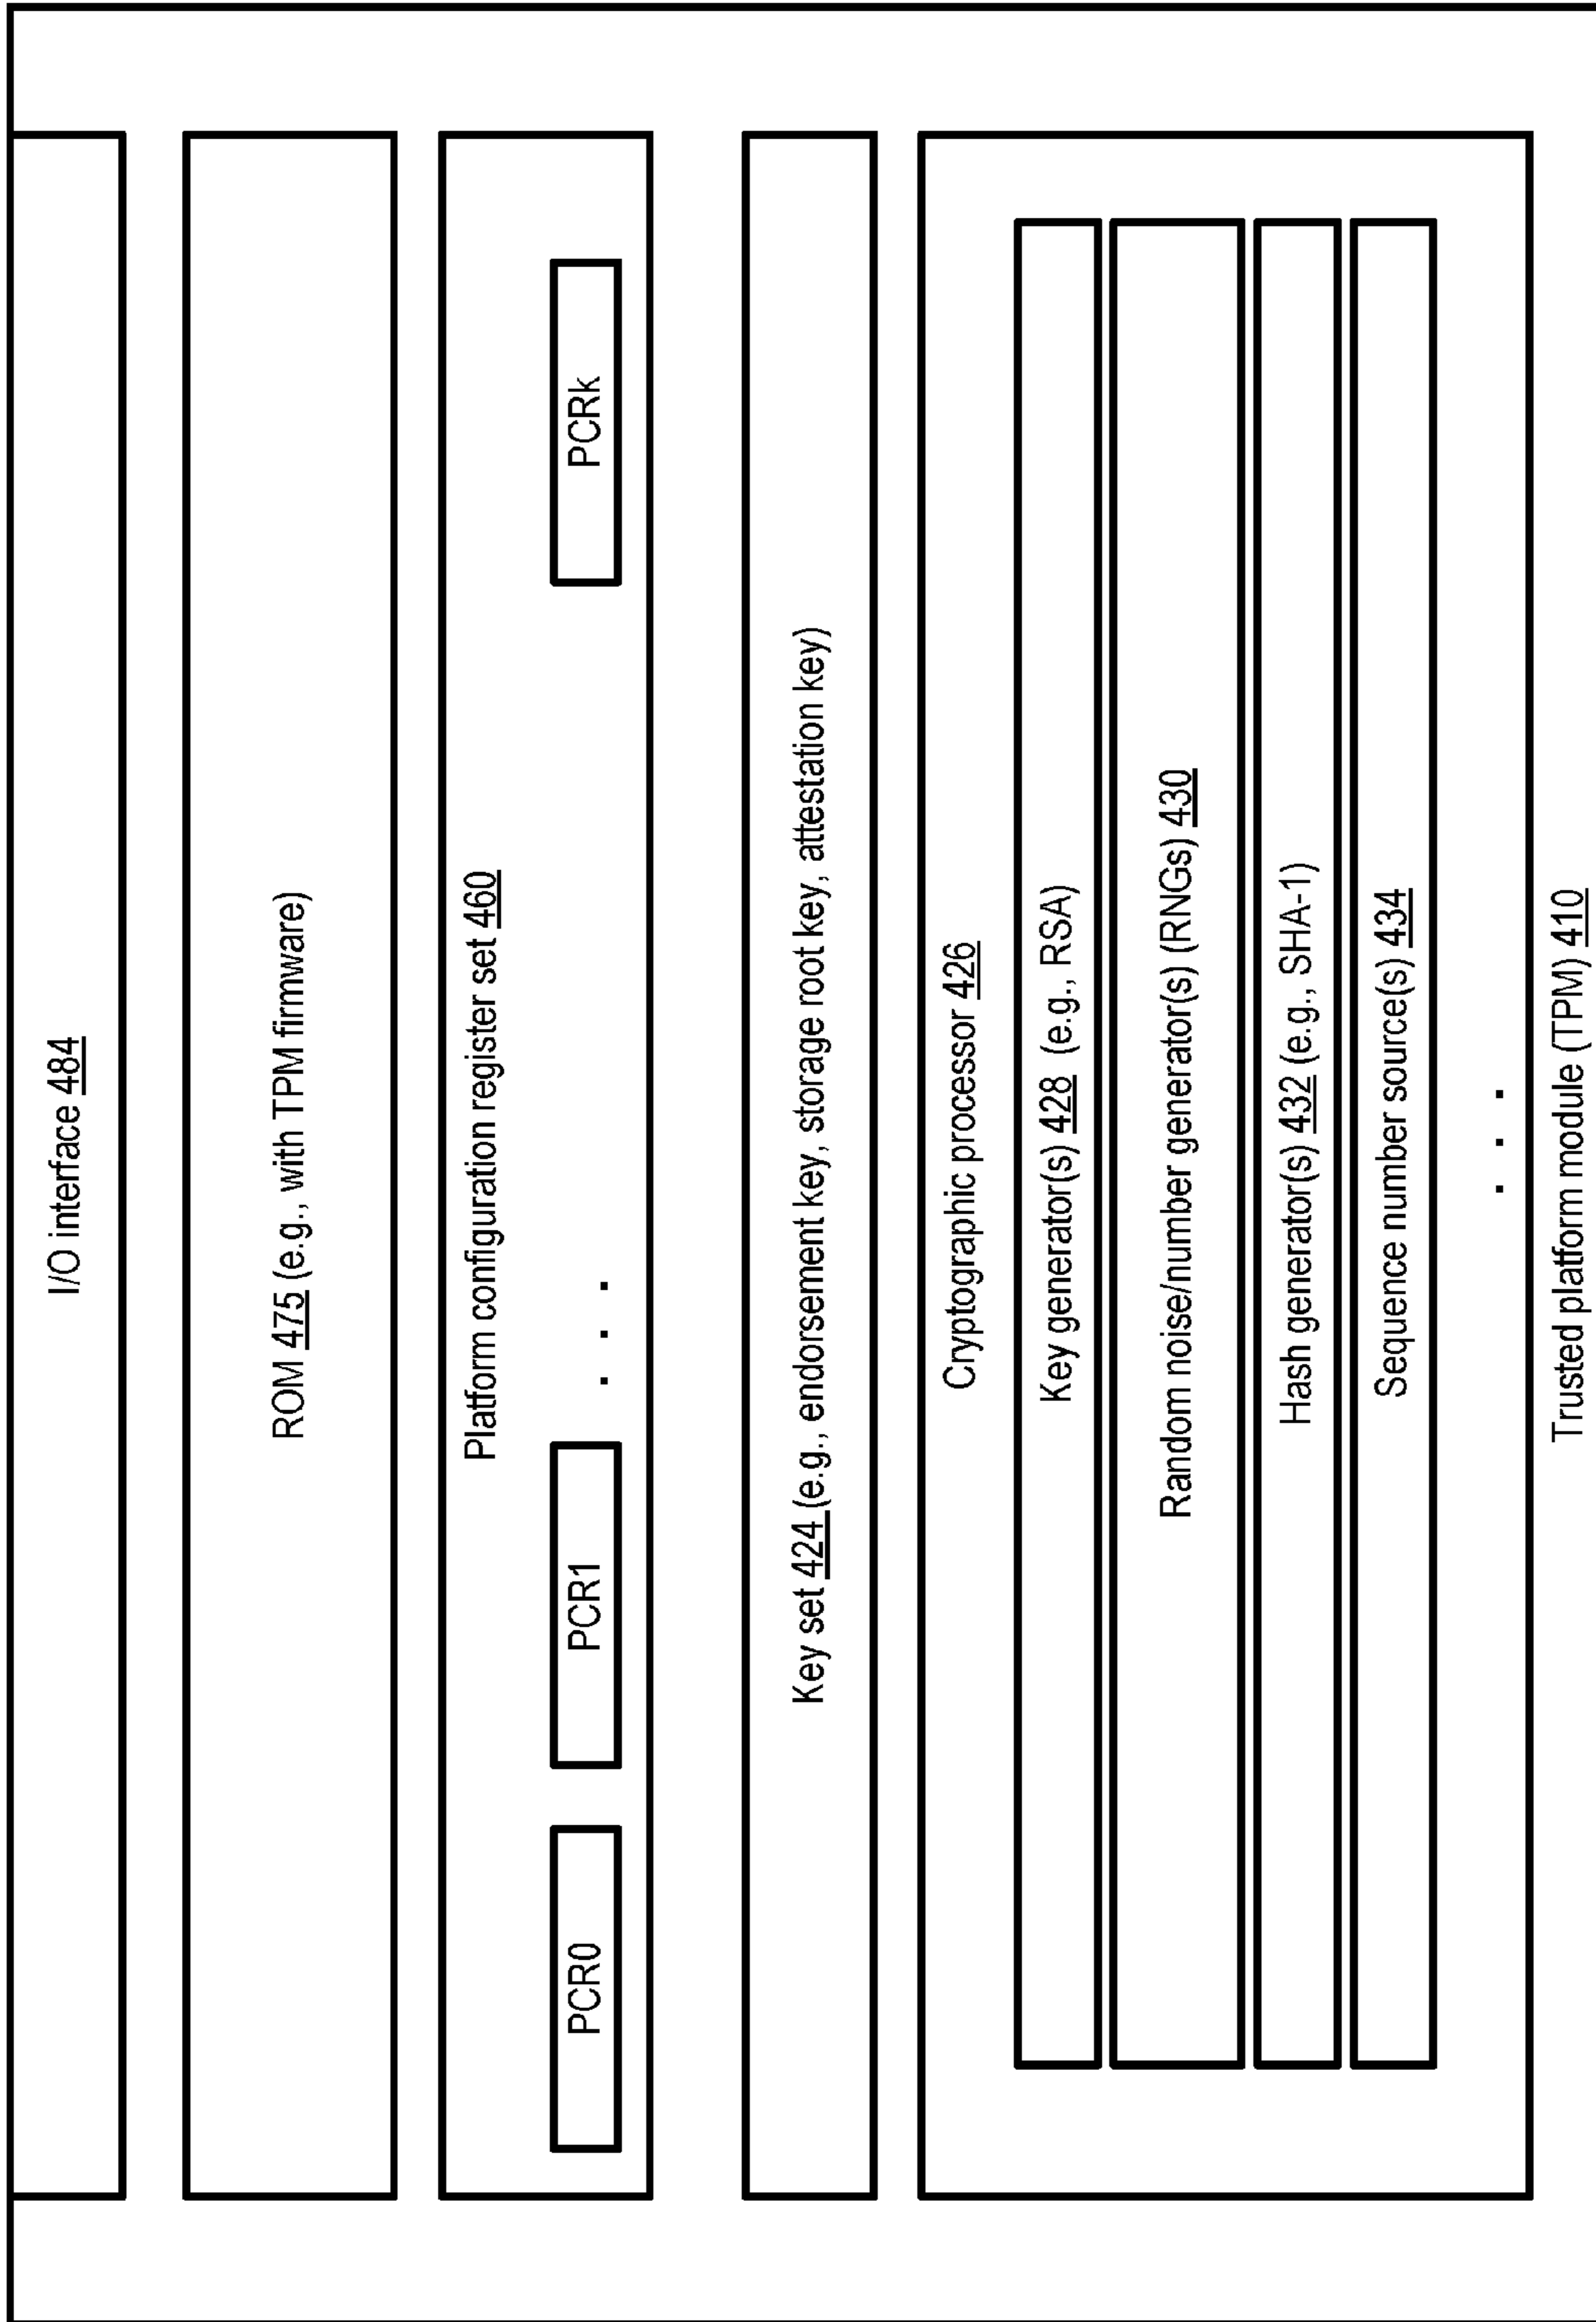 I/O interface 484
ROM 475 (e.g., with TPM firmware)
Platform configuration register set 460
PCR0
PCR1
. . .
PCRk
Key set 424 (e.g., endorsement key, storage root key, attestation key)
Cryptographic processor 426
Key generator(s) 428 (e.g., RSA)
Random noise/number generator(s) (RNGs) 430
Hash generator(s) 432 (e.g., SHA-1)
Sequence number source(s) 434
. . .
Trusted platform module (TPM) 410